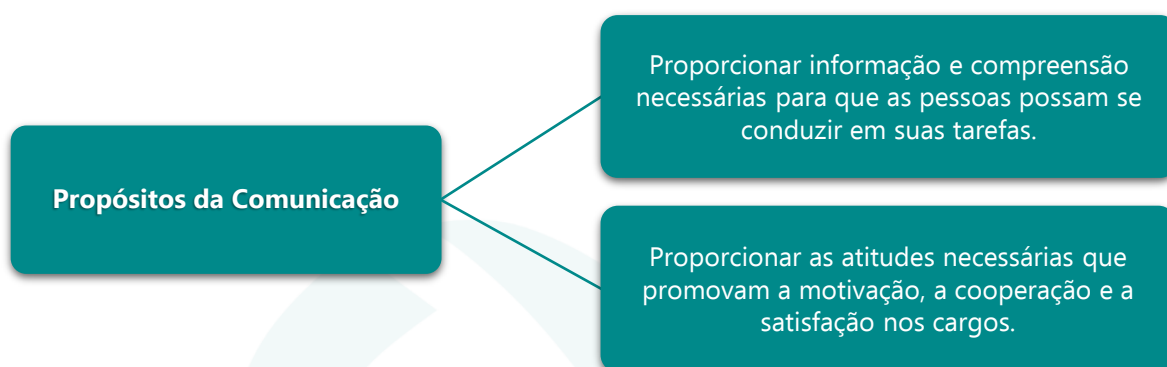 Proporcionar informação e compreensão
necessárias para que as pessoas possam se
conduzir em suas tarefas.
Propósitos da Comunicação
Proporcionar as atitudes necessárias que
promovam a motivação, a cooperação e a
satisfação nos cargos.